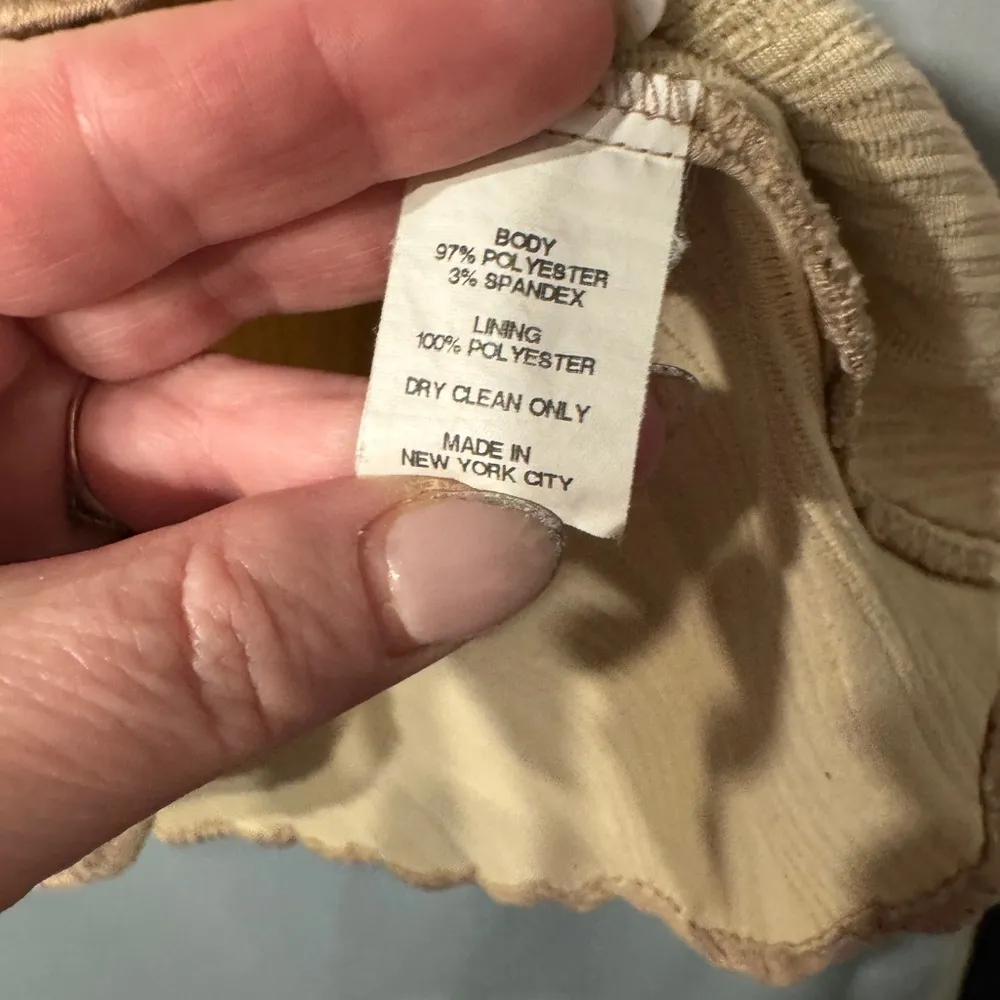 BODY
97% POLYESTER
3% SPANDEX
LINING
100% POLYESTER
DRY CLEAN ONLY
MADE IN
NEW YORK CITY